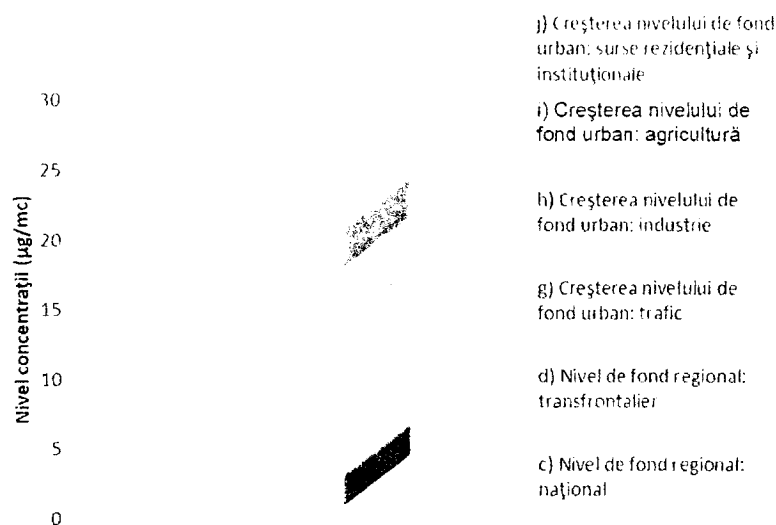 j) Creşterea nivelului de fond
urban: surse rezidenţiale şi
instituţionale
i) Creşterea nivelului de
fond urban: agricultură
h) Creşterea nivelului de
fond urban: industrie
g) Creşterea nivelului de
fond urban: trafic
d) Nivel de fond regional:
transfrontalier
c) Nivel de fond regional:
naţional
Nivel concentraţii (µg/mc)
30
25
20
15
10
5
0